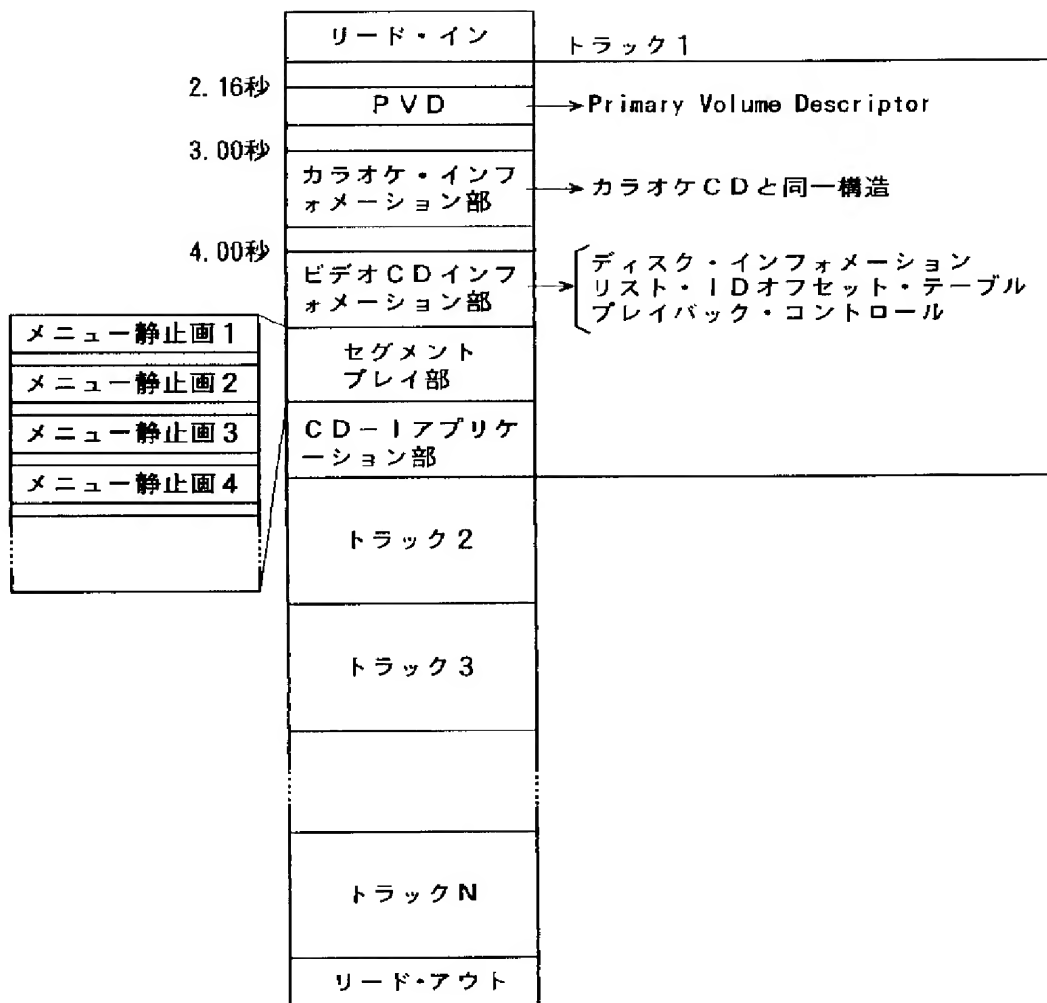 リード・イン
トラック1
2.16秒
PVD
Primary Volume Descriptor
3.00秒
カラオケ・インフ
ォメーション部
カラオケCDと同一構造
4.00秒
ビデオCDインフ
ォメーション部
ディスク・インフォメーション
リスト・IDオフセット・テーブル
プレイバック・コントロール
メニュー静止画1
メニュー静止画2
メニュー静止画3
メニュー静止画4
セグメント
プレイ部
CD-Iアプリケ
ーション部
トラック2
トラック3
トラックN
リード・アウト